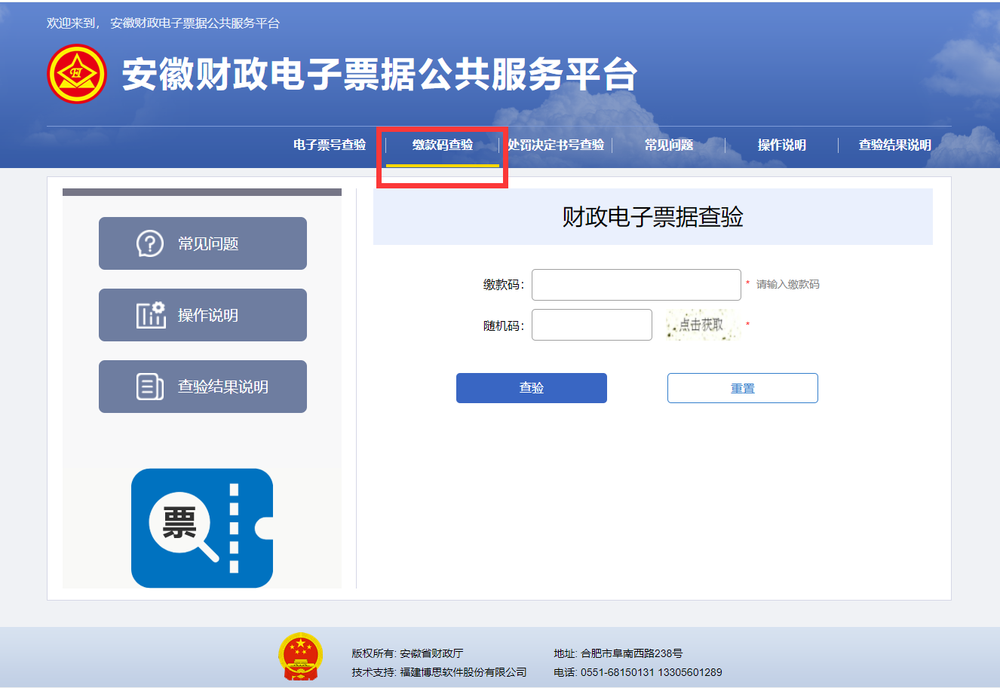 欢迎来到， 安徽财政电子票据公共服务平台
安徽财政电子票据公共服务平台
电子票号查验 缴款码查验 处罚决定书号查验 常见问题 操作说明 查验结果说明
常见问题
操作说明
查验结果说明
票
财政电子票据查验
缴款码： * 请输入缴款码
随机码： 点击获取 *
查验 重置
版权所有: 安徽省财政厅 地址: 合肥市阜南西路238号
技术支持: 福建博思软件股份有限公司 电话: 0551-68150131 13305601289